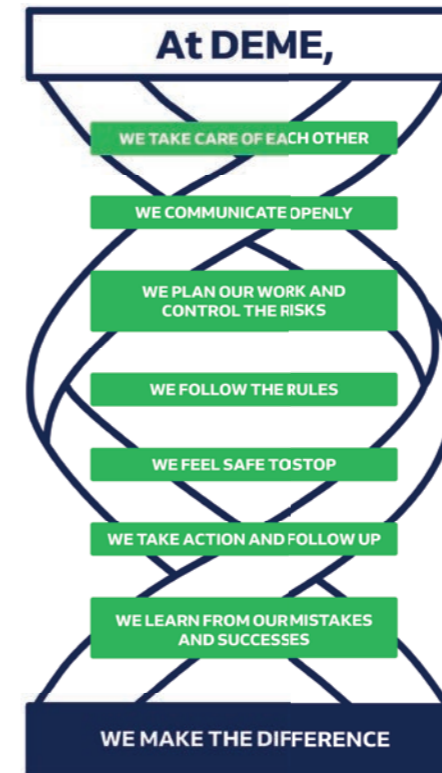 At DEME,
WE TAKE CARE OF EACH OTHER
WE COMMUNICATE OPENLY
WE PLAN OUR WORK AND
CONTROL THE RISKS
WE FOLLOW THE RULES
WE FEEL SAFE TO STOP
WE TAKE ACTION AND FOLLOW UP
WE LEARN FROM OUR MISTAKES
AND SUCCESSES
WE MAKE THE DIFFERENCE